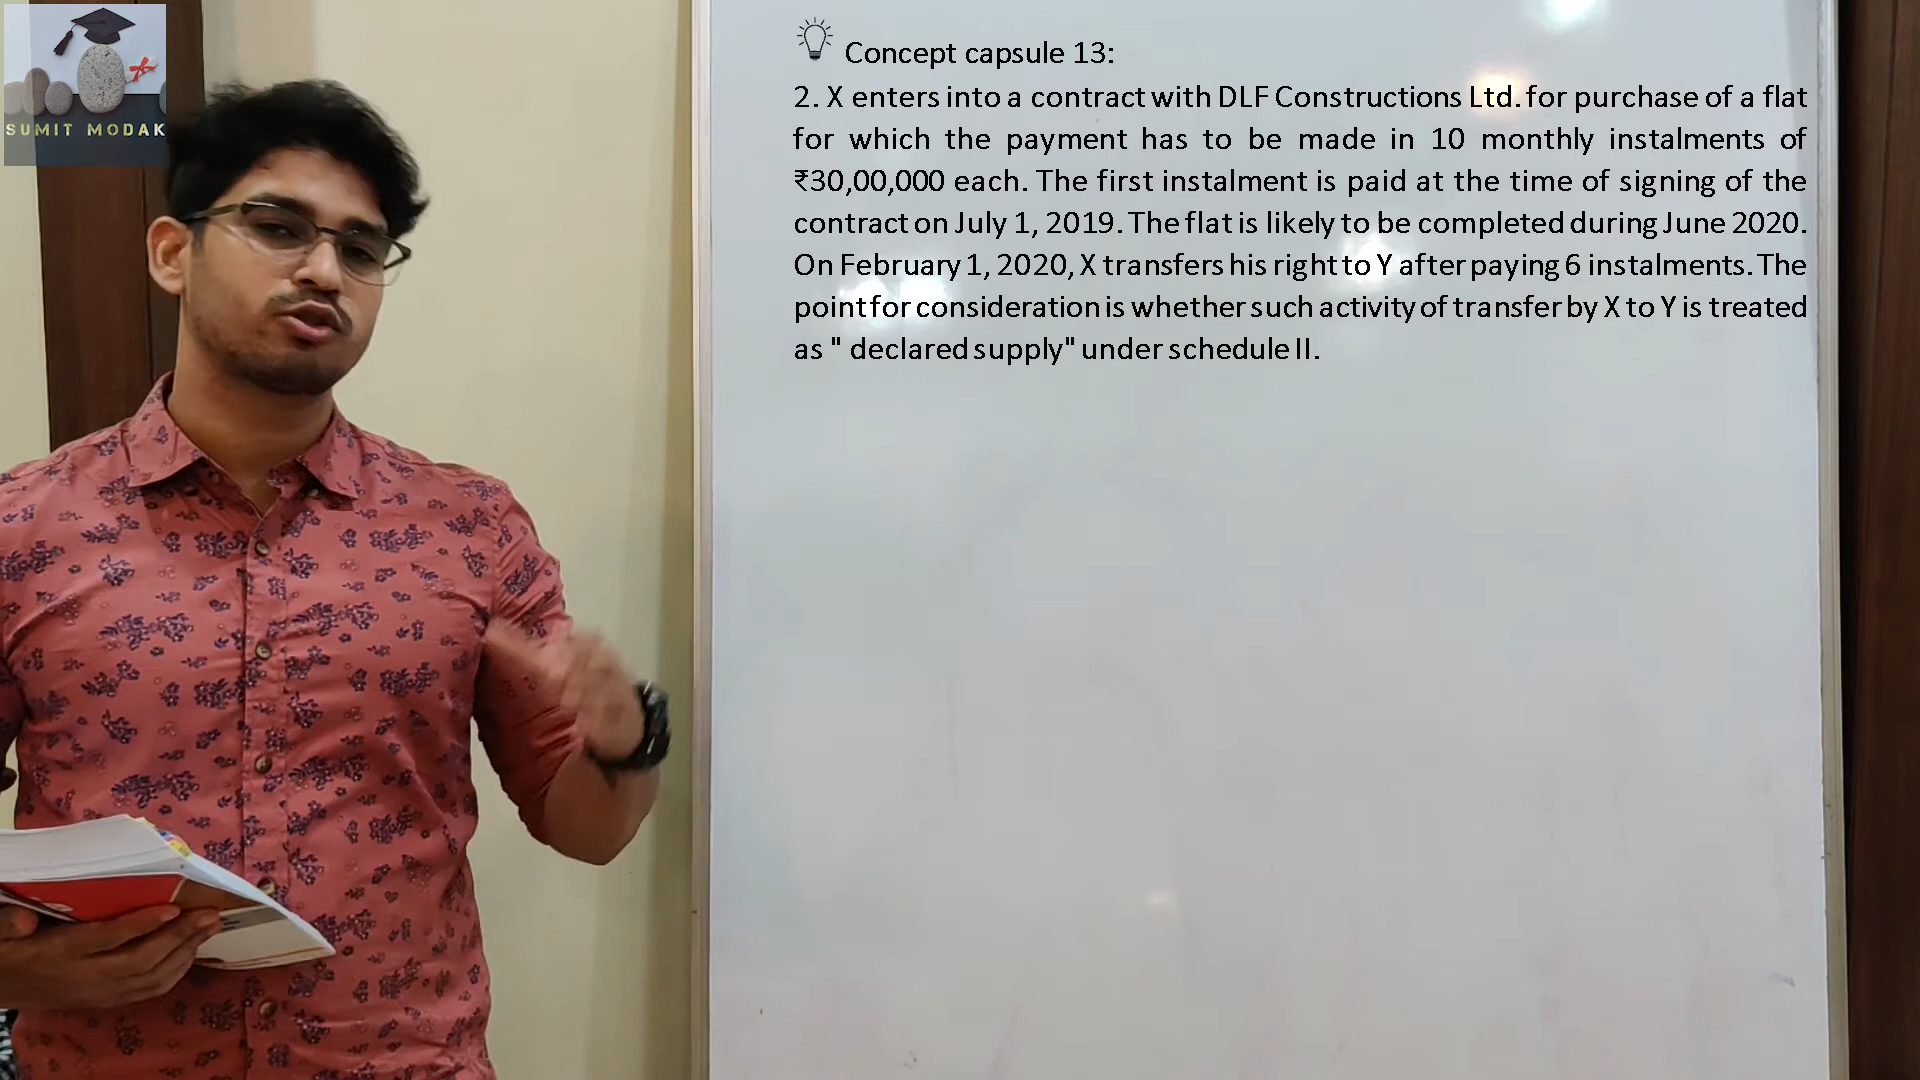 SUMIT MODAK
Concept capsule 13:
2. X enters into a contract with DLF Constructions Ltd. for purchase of a flat
for which the payment has to be made in 10 monthly instalments of
₹30,00,000 each. The first instalment is paid at the time of signing of the
contract on July 1, 2019. The flat is likely to be completed during June 2020.
On February 1, 2020, X transfers his right to Y after paying 6 instalments. The
point for consideration is whether such activity of transfer by X to Y is treated
as " declared supply" under schedule II.